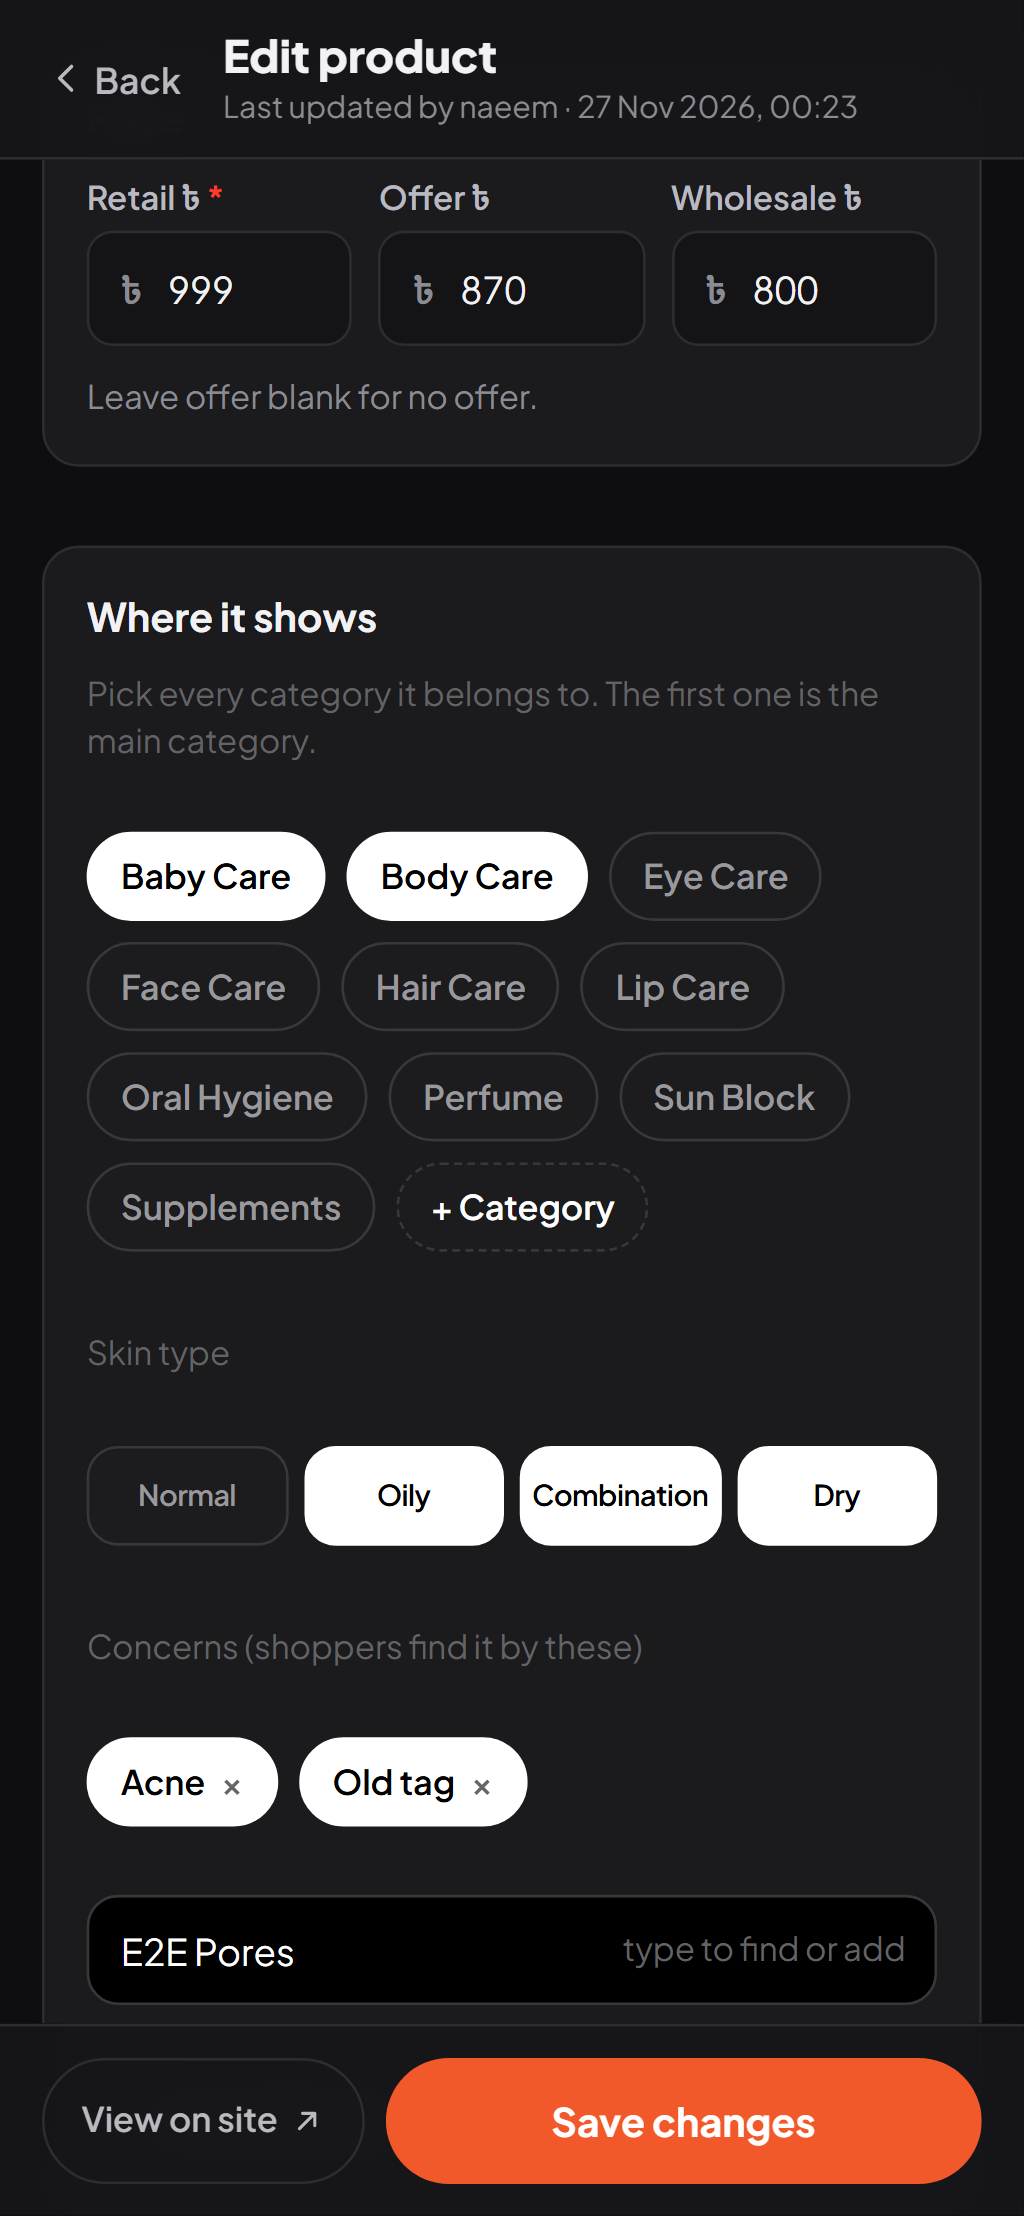 Back
Edit product
Last updated by naeem · 27 Nov 2026, 00:23
Retail ৳ *
Offer ৳
Wholesale ৳
৳ 999
৳ 870
৳ 800
Leave offer blank for no offer.
Where it shows
Pick every category it belongs to. The first one is the
main category.
Baby Care
Body Care
Eye Care
Face Care
Hair Care
Lip Care
Oral Hygiene
Perfume
Sun Block
Supplements
+ Category
Skin type
Normal
Oily
Combination
Dry
Concerns (shoppers find it by these)
Acne ×
Old tag ×
E2E Pores
type to find or add
View on site ↗
Save changes